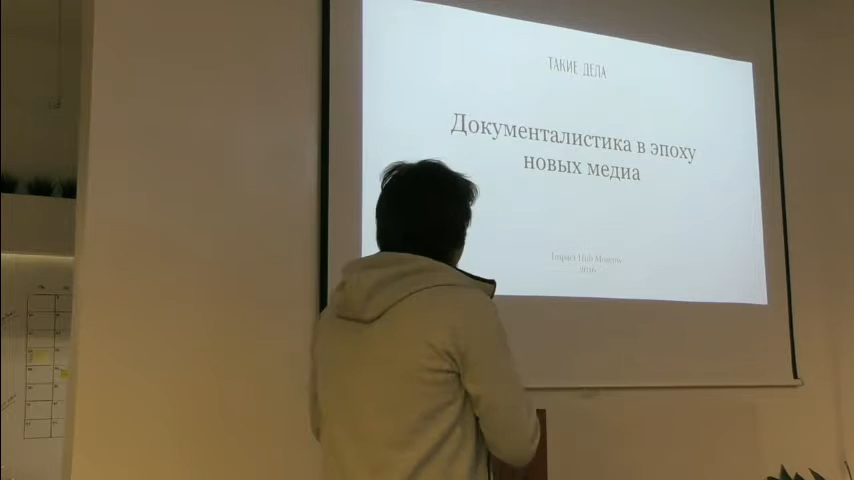 ТАКИЕ ДЕЛА
Документалистика в эпоху
новых медиа
Impact Hub Moscow
2016